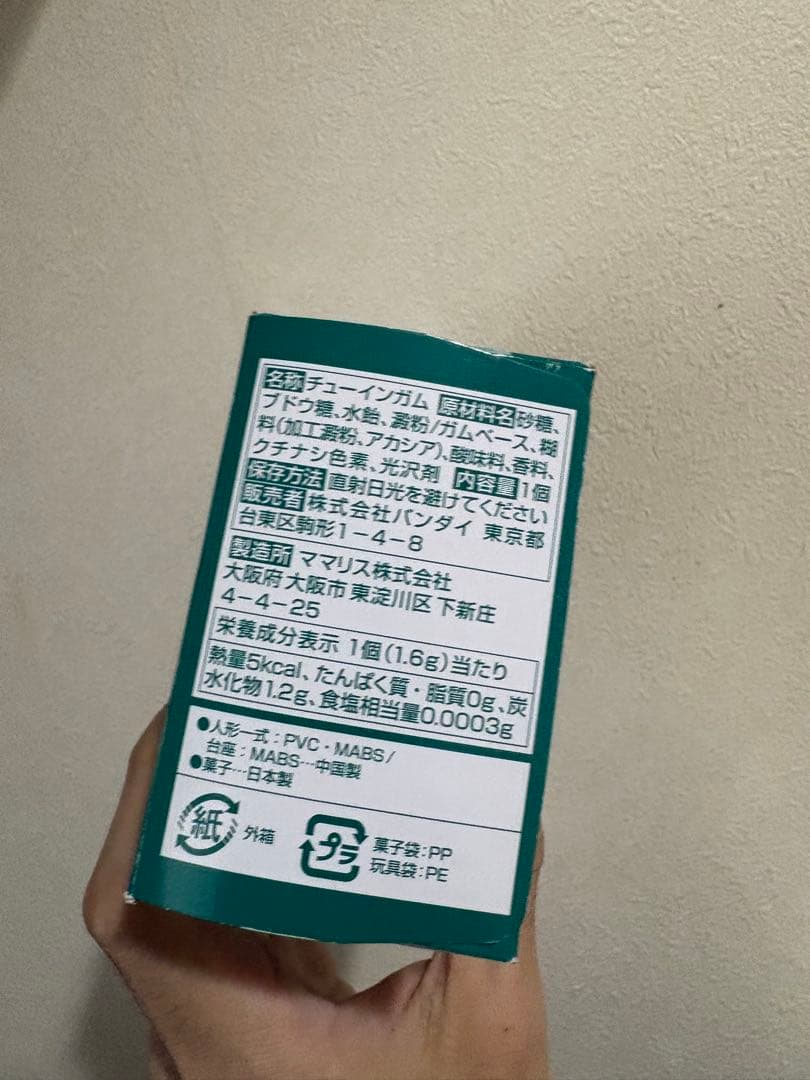 名称 チューインガム 原材料名 砂糖、
ブドウ糖、水飴、澱粉/ガムベース、糊
料(加工澱粉、アカシア)、酸味料、香料、
クチナシ色素、光沢剤 内容量 1個
保存方法 直射日光を避けてください
販売者 株式会社バンダイ 東京都
台東区駒形1-4-8
製造所 ママリス株式会社
大阪府 大阪市 東淀川区 下新庄
4-4-25
栄養成分表示 1個(1.6g)当たり
熱量5kcal、たんぱく質・脂質0g、炭
水化物1.2g、食塩相当量0.0003g
●人形一式:PVC・MABS/
台座:MABS…中国製
●菓子…日本製
紙 外箱
プラ 菓子袋:PP
玩具袋:PE